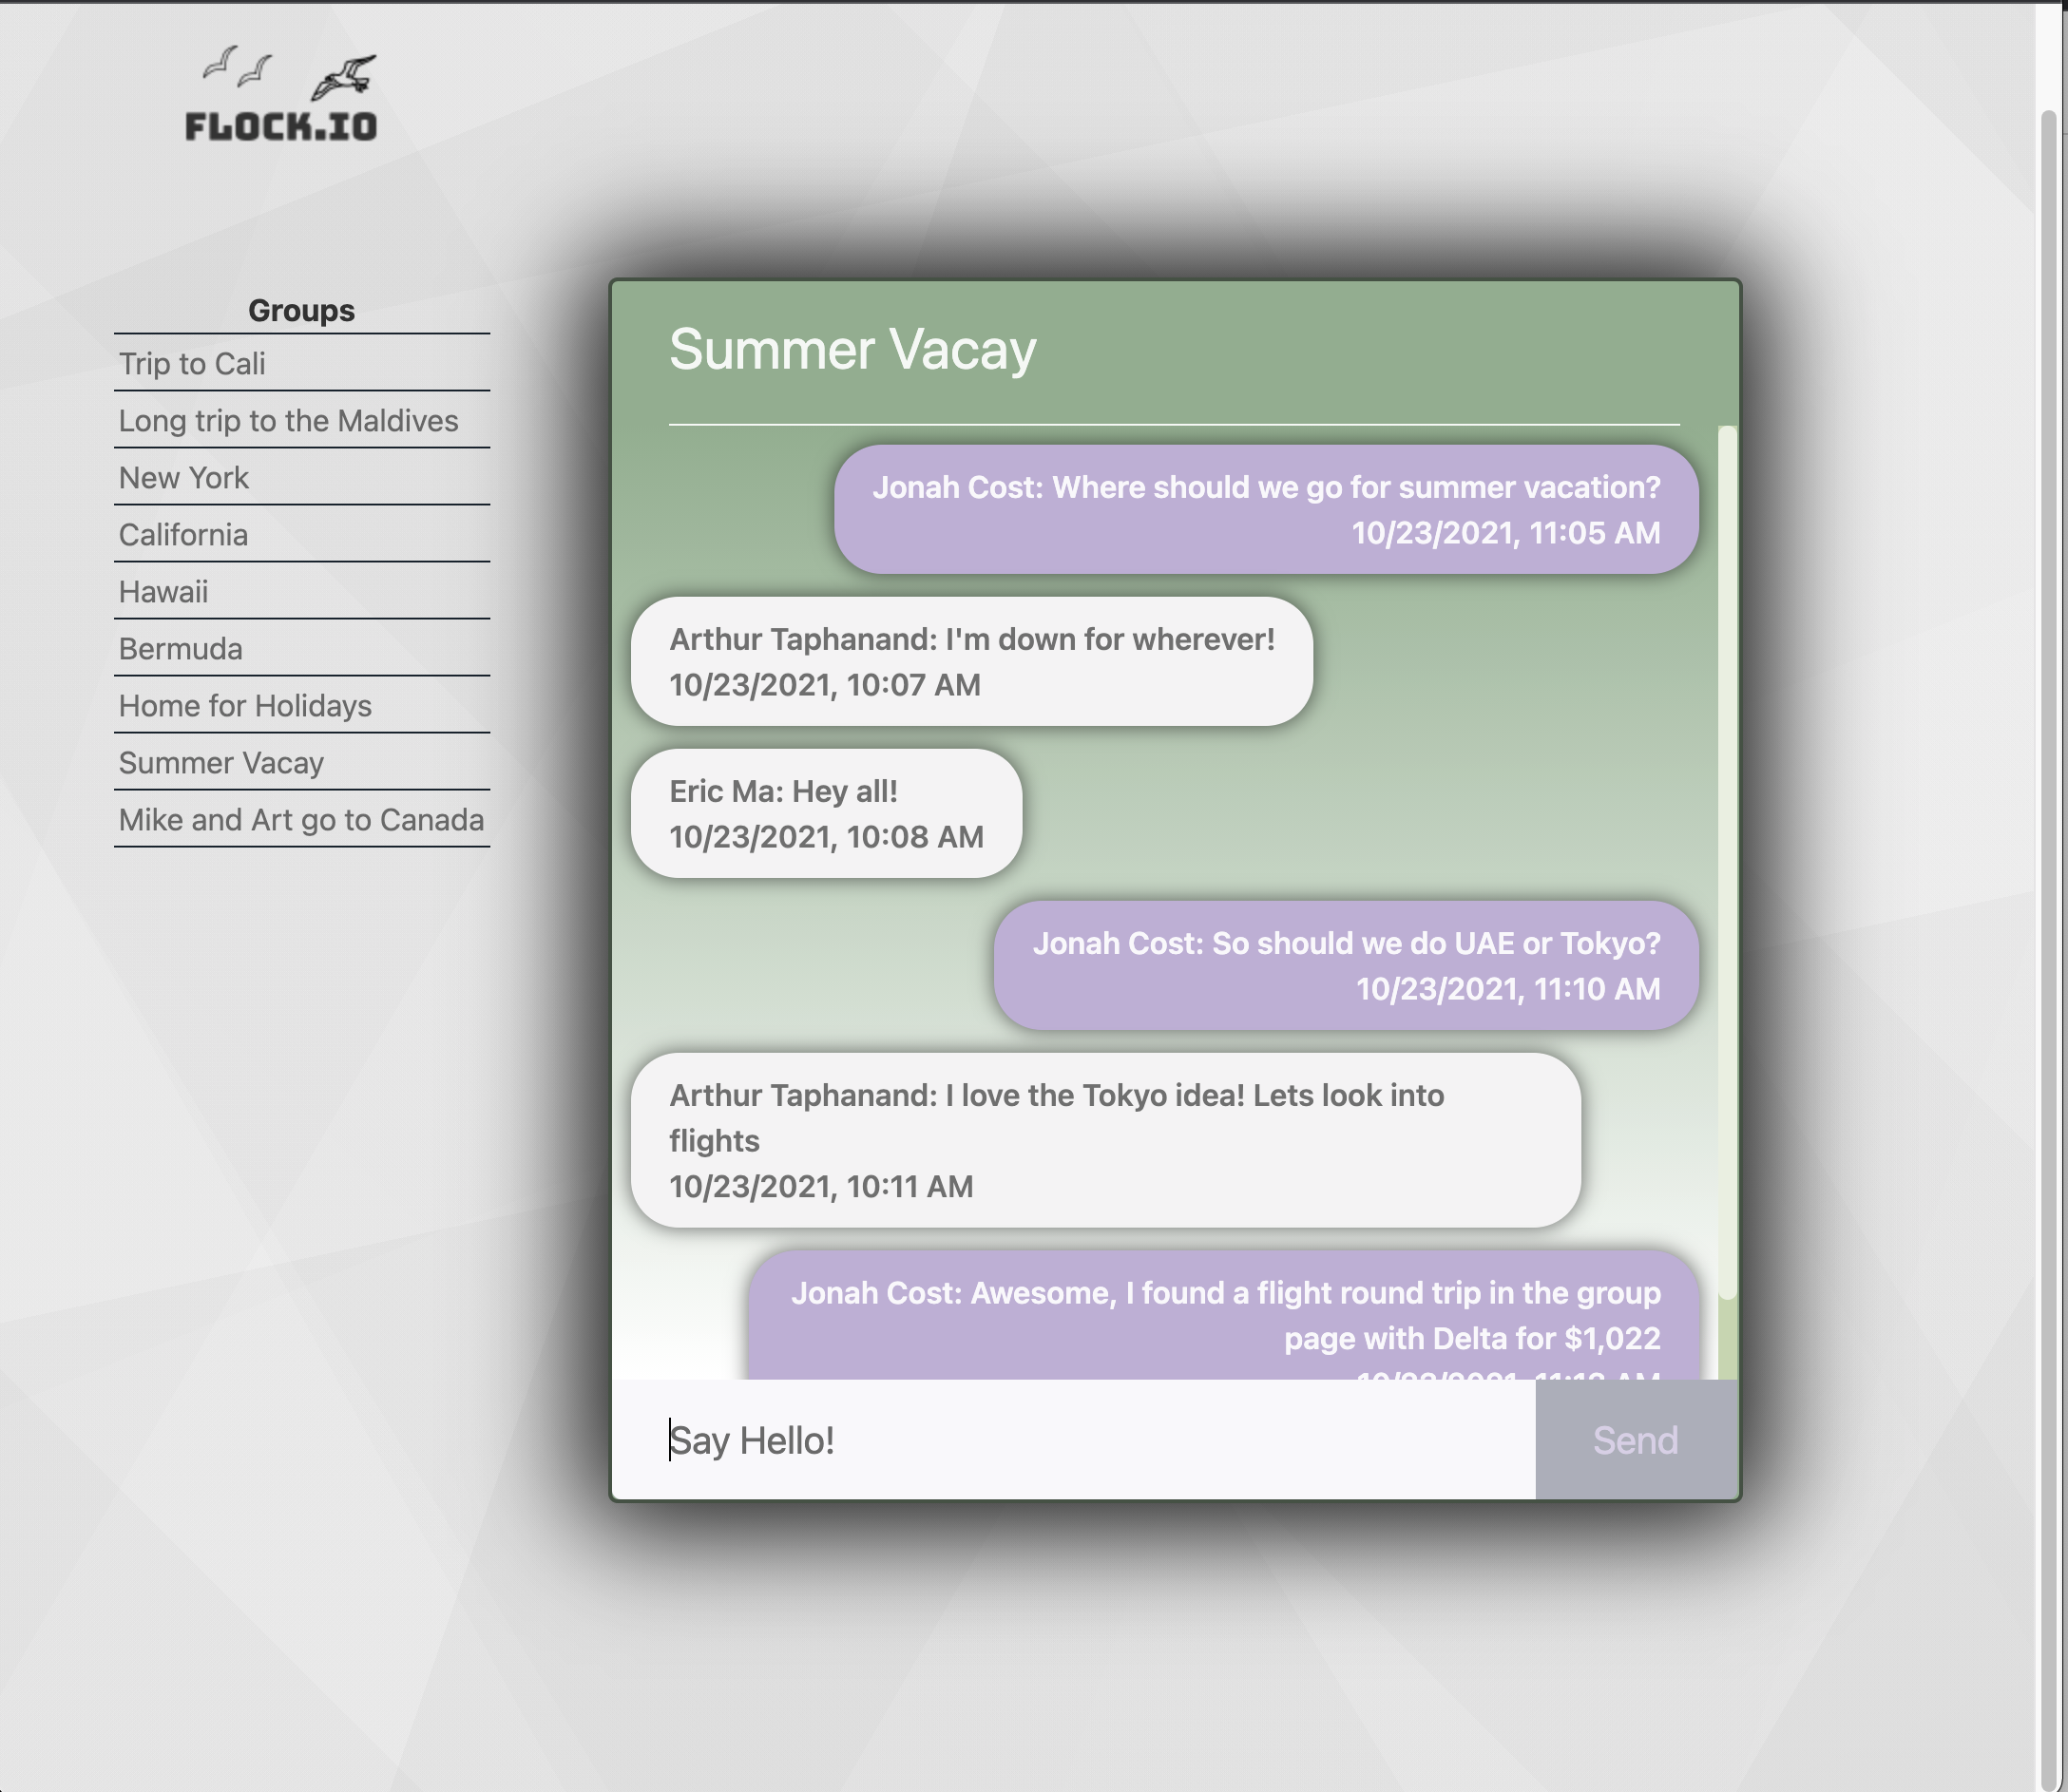 FLOCK.IO
Groups
Trip to Cali
Long trip to the Maldives
New York
California
Hawaii
Bermuda
Home for Holidays
Summer Vacay
Mike and Art go to Canada
Summer Vacay
Jonah Cost: Where should we go for summer vacation?
10/23/2021, 11:05 AM
Arthur Taphanand: I'm down for wherever!
10/23/2021, 10:07 AM
Eric Ma: Hey all!
10/23/2021, 10:08 AM
Jonah Cost: So should we do UAE or Tokyo?
10/23/2021, 11:10 AM
Arthur Taphanand: I love the Tokyo idea! Lets look into
flights
10/23/2021, 10:11 AM
Jonah Cost: Awesome, I found a flight round trip in the group
page with Delta for $1,022
Say Hello!
Send